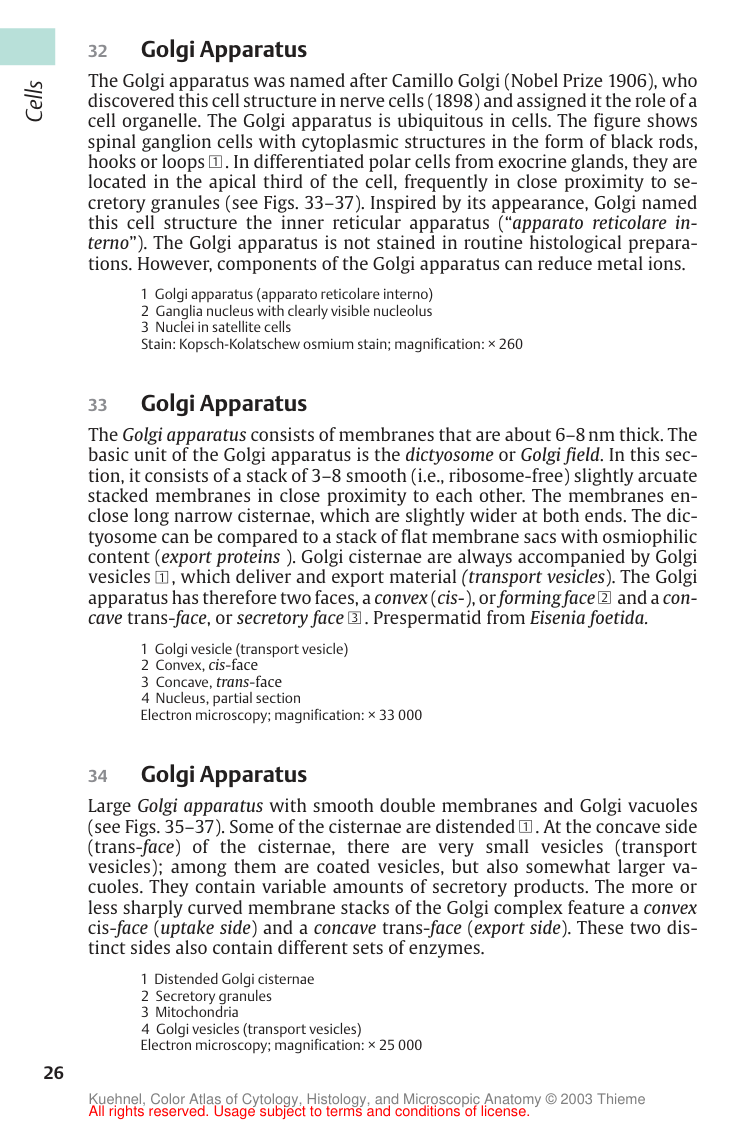 Cells
32 Golgi Apparatus
The Golgi apparatus was named after Camillo Golgi (Nobel Prize 1906), who
discovered this cell structure in nerve cells (1898) and assigned it the role of a
cell organelle. The Golgi apparatus is ubiquitous in cells. The figure shows
spinal ganglion cells with cytoplasmic structures in the form of black rods,
hooks or loops 1. In differentiated polar cells from exocrine glands, they are
located in the apical third of the cell, frequently in close proximity to se-
cretory granules (see Figs. 33–37). Inspired by its appearance, Golgi named
this cell structure the inner reticular apparatus (“apparato reticolare in-
terno”). The Golgi apparatus is not stained in routine histological prepara-
tions. However, components of the Golgi apparatus can reduce metal ions.
1 Golgi apparatus (apparato reticolare interno)
2 Ganglia nucleus with clearly visible nucleolus
3 Nuclei in satellite cells
Stain: Kopsch-Kolatschew osmium stain; magnification: × 260
33 Golgi Apparatus
The Golgi apparatus consists of membranes that are about 6–8 nm thick. The
basic unit of the Golgi apparatus is the dictyosome or Golgi field. In this sec-
tion, it consists of a stack of 3–8 smooth (i.e., ribosome-free) slightly arcuate
stacked membranes in close proximity to each other. The membranes en-
close long narrow cisternae, which are slightly wider at both ends. The dic-
tyosome can be compared to a stack of flat membrane sacs with osmiophilic
content (export proteins ). Golgi cisternae are always accompanied by Golgi
vesicles 1, which deliver and export material (transport vesicles). The Golgi
apparatus has therefore two faces, a convex (cis-), or forming face 2 and a con-
cave trans-face, or secretory face 3. Prespermatid from Eisenia foetida.
1 Golgi vesicle (transport vesicle)
2 Convex, cis-face
3 Concave, trans-face
4 Nucleus, partial section
Electron microscopy; magnification: × 33 000
34 Golgi Apparatus
Large Golgi apparatus with smooth double membranes and Golgi vacuoles
(see Figs. 35–37). Some of the cisternae are distended 1. At the concave side
(trans-face) of the cisternae, there are very small vesicles (transport
vesicles); among them are coated vesicles, but also somewhat larger va-
cuoles. They contain variable amounts of secretory products. The more or
less sharply curved membrane stacks of the Golgi complex feature a convex
cis-face (uptake side) and a concave trans-face (export side). These two dis-
tinct sides also contain different sets of enzymes.
1 Distended Golgi cisternae
2 Secretory granules
3 Mitochondria
4 Golgi vesicles (transport vesicles)
Electron microscopy; magnification: × 25 000
26
Kuehnel, Color Atlas of Cytology, Histology, and Microscopic Anatomy © 2003 Thieme
All rights reserved. Usage subject to terms and conditions of license.